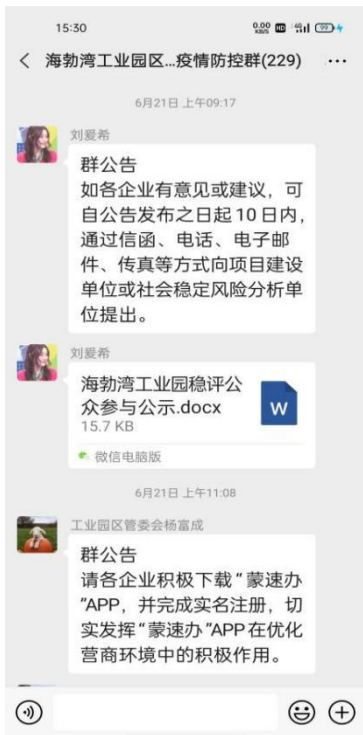 15:30
0.00 KB/S HD 4G 99
海勃湾工业园区...疫情防控群(229)
6月21日 上午09:17
刘爱希
群公告
如各企业有意见或建议，可
自公告发布之日起 10 日内，
通过信函、电话、电子邮
件、传真等方式向项目建设
单位或社会稳定风险分析单
位提出。
刘爱希
海勃湾工业园稳评公
众参与公示.docx
W
15.7 KB
微信电脑版
6月21日 上午11:08
工业园区管委会杨富成
群公告
请各企业积极下载“蒙速办
”APP，并完成实名注册，切
实发挥“蒙速办”APP在优化
营商环境中的积极作用。